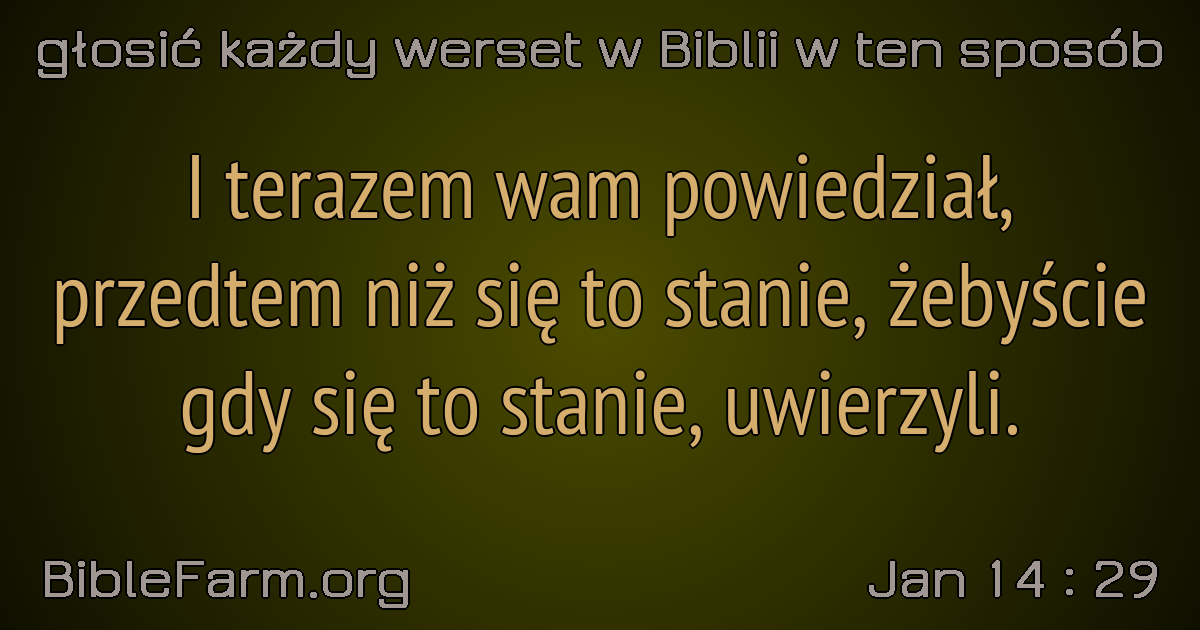 głosić każdy werset w Biblii w ten sposób
I terazem wam powiedział,
przedtem niż się to stanie, żebyście
gdy się to stanie, uwierzyli.
BibleFarm.org
Jan 14 : 29